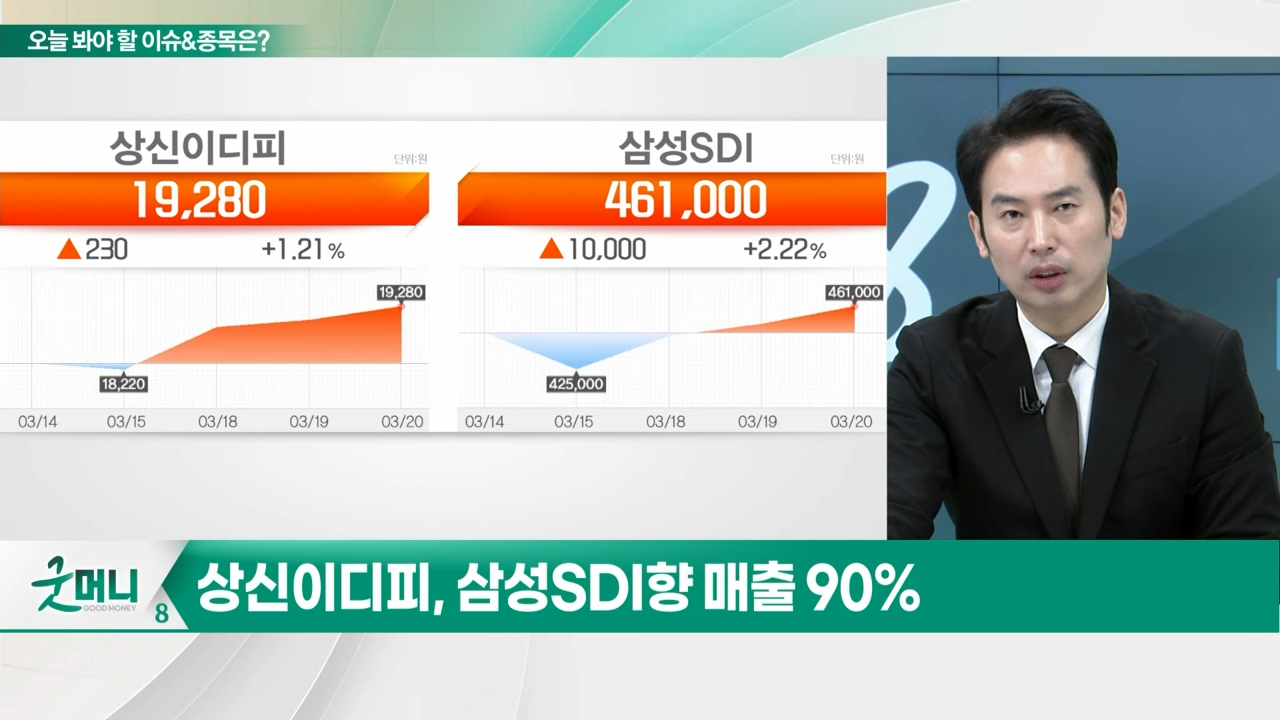 오늘 봐야 할 이슈&종목은?
상신이디피
단위:원
19,280
▲230 +1.21%
19,280
18,220
03/14 03/15 03/18 03/19 03/20
삼성SDI
단위:원
461,000
▲10,000 +2.22%
461,000
425,000
03/14 03/15 03/18 03/19 03/20
굿머니
GOOD MONEY
8
상신이디피, 삼성SDI향 매출 90%